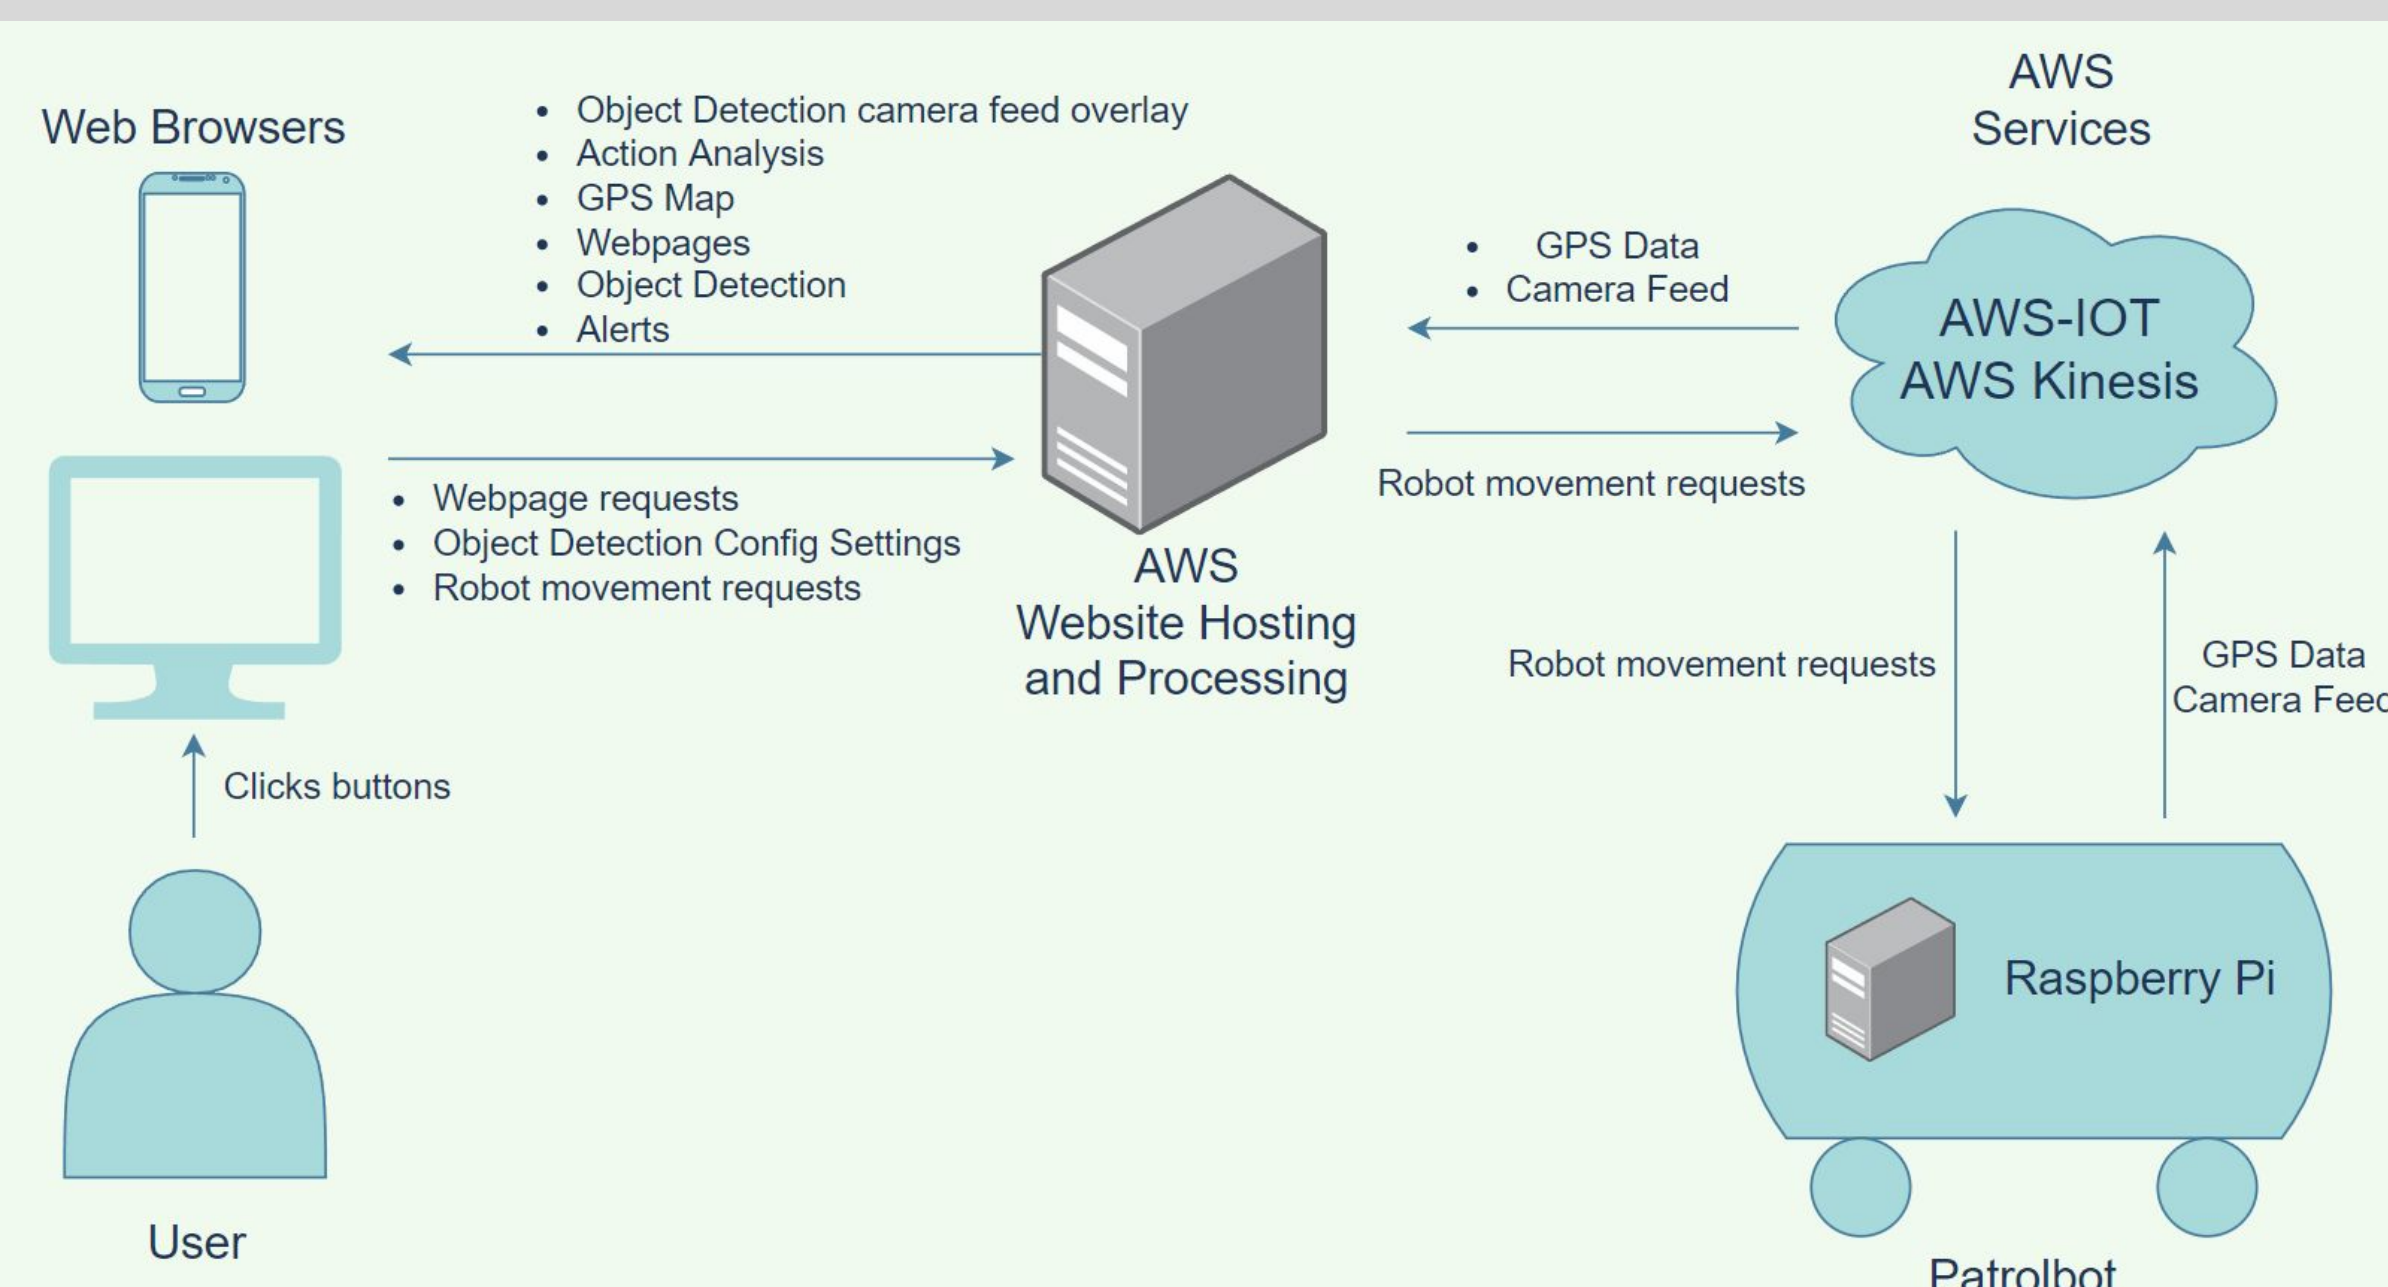 Web Browsers
• Object Detection camera feed overlay
• Action Analysis
• GPS Map
• Webpages
• Object Detection
• Alerts
AWS
Services
• GPS Data
• Camera Feed
AWS-IOT
AWS Kinesis
• Webpage requests
• Object Detection Config Settings
• Robot movement requests
Robot movement requests
AWS
Website Hosting
and Processing
Robot movement requests
GPS Data
Camera Feed
Clicks buttons
Raspberry Pi
User
Patrolbot